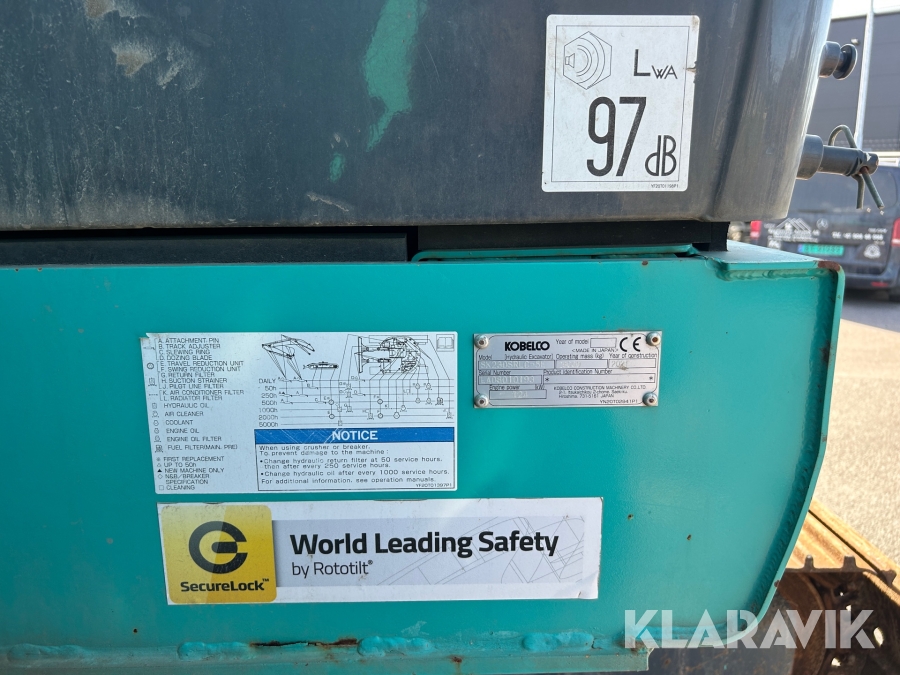 LWA
97 dB
YF20T01198P1
A. ATTACHMENT PIN
B. TRACK ADJUSTER
C. SLEWING RING
D. DOZING BLADE
E. TRAVEL REDUCTION UNIT
F. SWING REDUCTION UNIT
G. RETURN FILTER
H. SUCTION STRAINER
J. PILOT LINE FILTER
K. AIR CONDITIONER FILTER
L. RADIATOR FILTER
HYDRAULIC OIL
AIR CLEANER
COOLANT
ENGINE OIL
ENGINE OIL FILTER
FUEL FILTER(MAIN, PRE)
FIRST REPLACEMENT
UP TO 50h
NEW MACHINE ONLY
N&B/BREAKER
SPECIFICATION
CLEANING
DAILY
50h
250h
500h
1000h
2000h
5000h
NOTICE
When using crusher or breaker.
To prevent damage to the machine:
•Change hydraulic return filter at 50 service hours,
then after every 250 service hours.
•Change hydraulic oil after every 1000 service hours.
For additional information, see operation manuals.
YF20T01397P1
KOBELCO
Year of model
<MADE IN JAPAN>
CE
Model
Hydraulic Excavator
Operating mass (kg)
Year of construction
Serial Number
Product Identification Number
Engine power kW
KOBELCO CONSTRUCTION MACHINERY CO.,LTD.
YN20T02941P1
SecureLock™
World Leading Safety
by Rototilt®
KLARAVIK